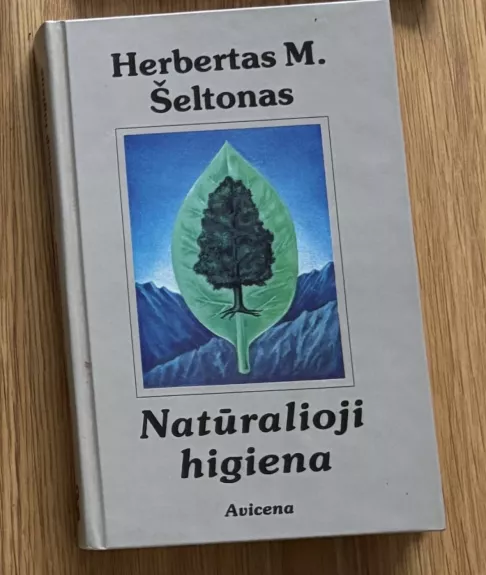 Herbertas M.
Šeltonas
Natūralioji
higiena
Avicena